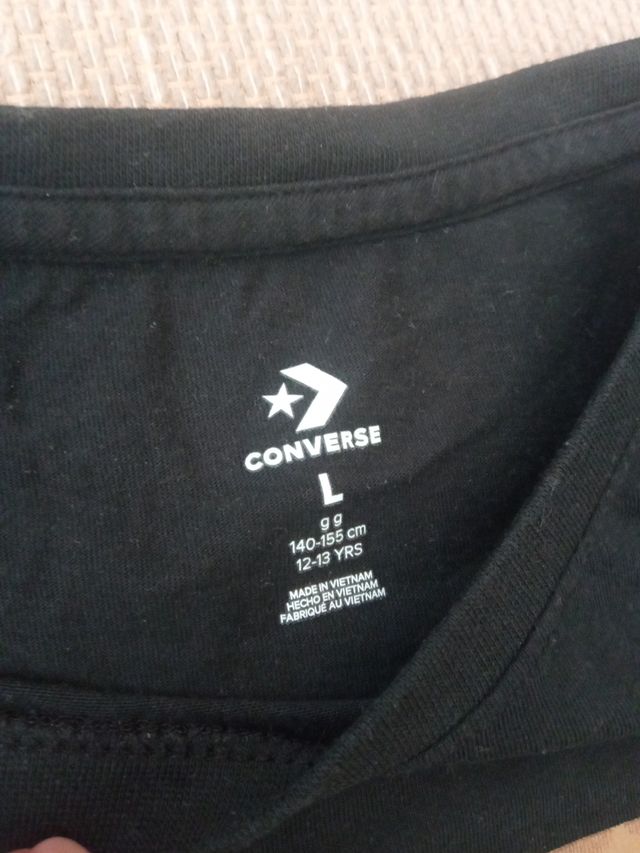 CONVERSE
L
g g
140-155 cm
12-13 YRS
MADE IN VIETNAM
HECHO EN VIETNAM
FABRIQUÉ AU VIETNAM